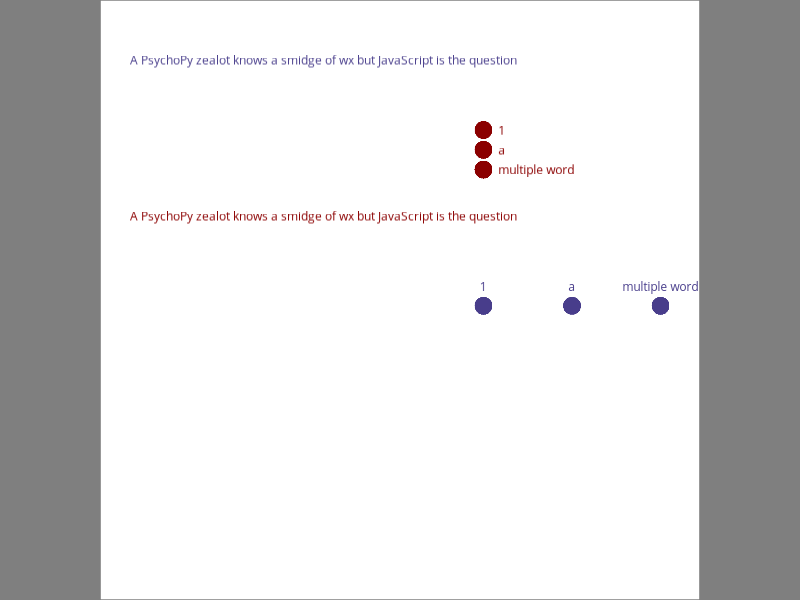 A PsychoPy zealot knows a smidge of wx but JavaScript is the question
1
a
multiple word
A PsychoPy zealot knows a smidge of wx but JavaScript is the question
1 a multiple word